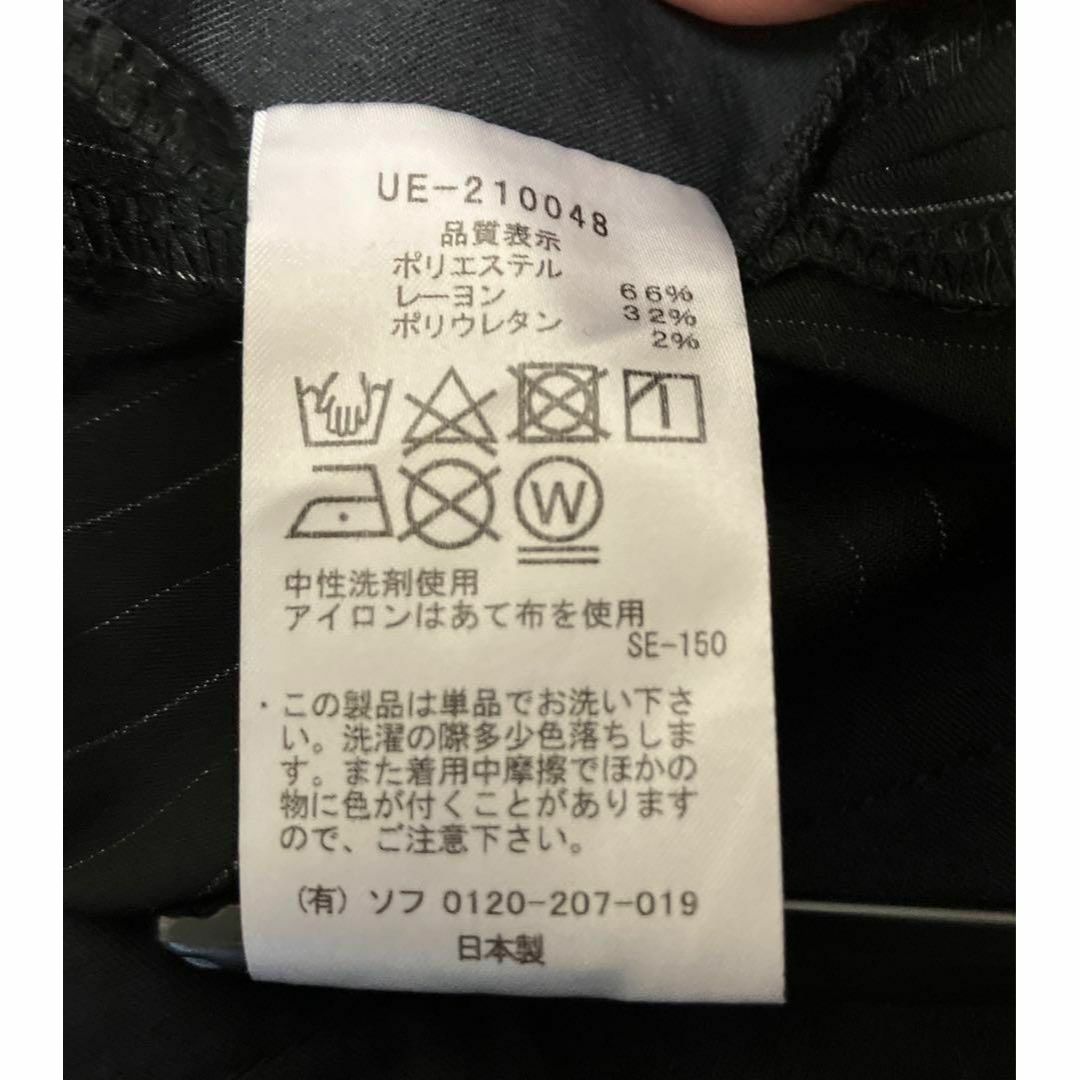 UE-210048
品質表示
ポリエステル 66%
レーヨン 32%
ポリウレタン 2%
W
中性洗剤使用
アイロンはあて布を使用
SE-150
・この製品は単品でお洗い下さ
い。洗濯の際多少色落ちしま
す。また着用中摩擦でほかの
物に色が付くことがあります
ので、ご注意下さい。
(有) ソフ 0120-207-019
日本製